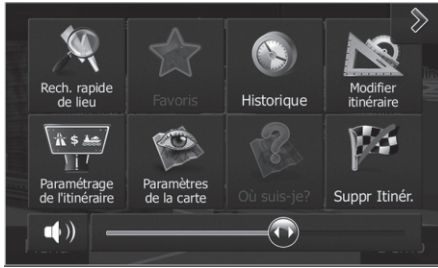 Rech. rapide
de lieu
Favoris
Historique
Modifier
itinéraire
Paramétrage
de l'itinéraire
Paramètres
de la carte
Où suis-je?
Suppr Itinér.